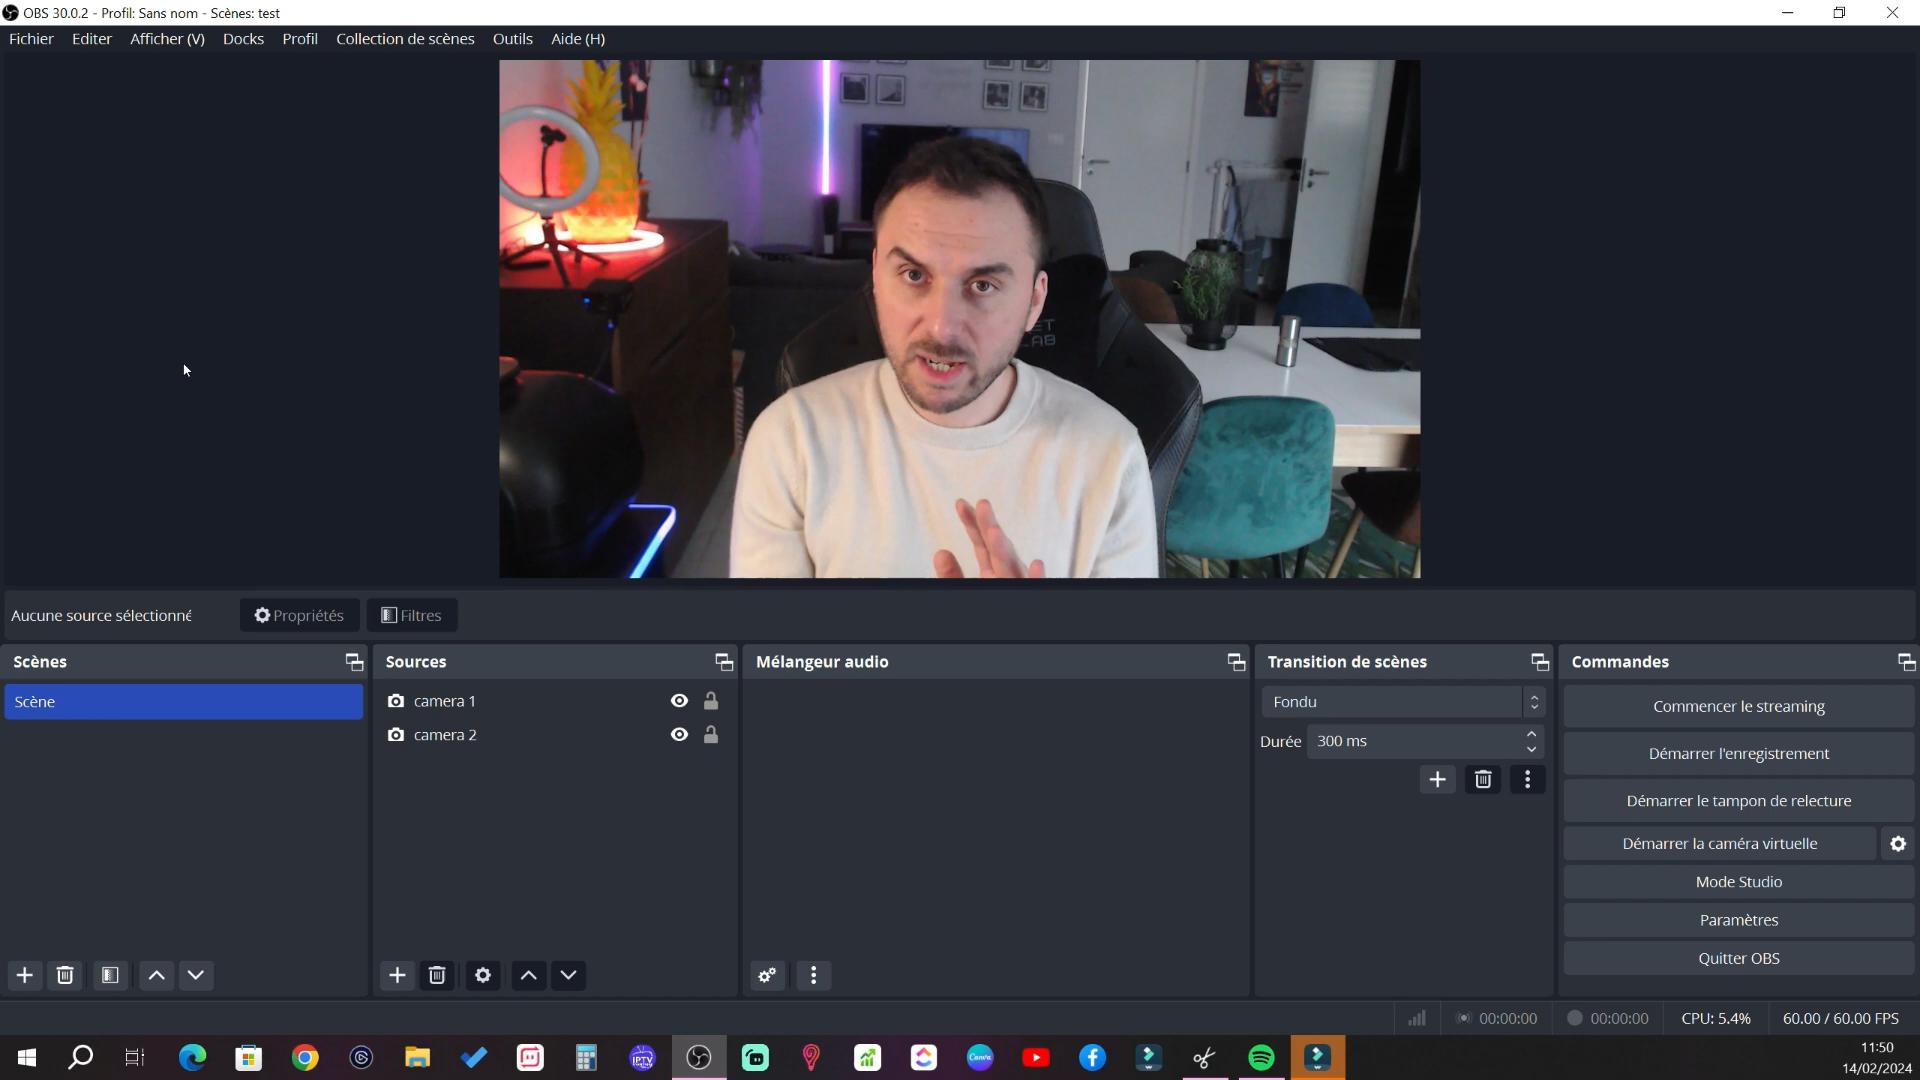 OBS 30.0.2 - Profil: Sans nom - Scènes: test
Fichier Editer Afficher (V) Docks Profil Collection de scènes Outils Aide (H)
Aucune source sélectionné
Propriétés
Filtres
Scènes
Scène
Sources
camera 1
camera 2
Mélangeur audio
Transition de scènes
Fondu
Durée 300 ms
Commandes
Commencer le streaming
Démarrer l'enregistrement
Démarrer le tampon de relecture
Démarrer la caméra virtuelle
Mode Studio
Paramètres
Quitter OBS
00:00:00
00:00:00
CPU: 5.4%
60.00 / 60.00 FPS
IPTV
Canva
11:50
14/02/2024